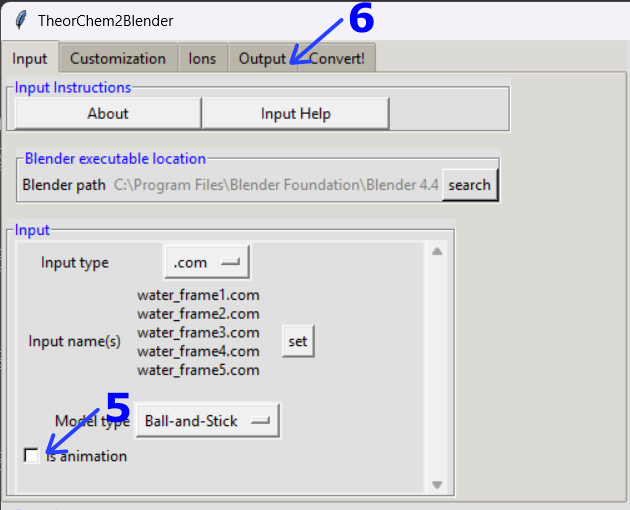 TheorChem2Blender
6
Input Customization Ions Output Convert!
Input Instructions
About Input Help
Blender executable location
Blender path C:\Program Files\Blender Foundation\Blender 4.4 search
Input
Input type .com
water_frame1.com
water_frame2.com
Input name(s) water_frame3.com set
water_frame4.com
water_frame5.com
5
Model type Ball-and-Stick
Is animation